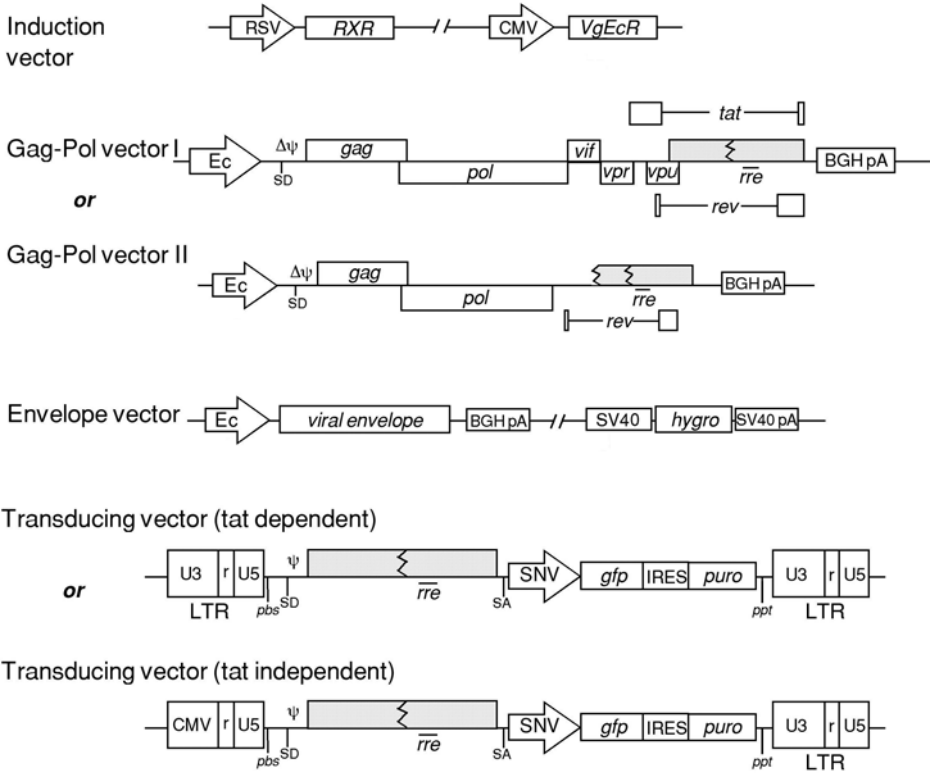 Induction
vector
RSV RXR // CMV VgEcR
tat
Gag-Pol vector I
Ec Δψ SD gag pol vif vpr vpu rre BGH pA
or
rev
Gag-Pol vector II
Ec Δψ SD gag pol rre BGH pA
rev
Envelope vector
Ec viral envelope BGH pA // SV40 hygro SV40 pA
Transducing vector (tat dependent)
or
U3 r U5 ψ SNV gfp IRES puro U3 r U5
LTR pbs SD rre SA ppt LTR
Transducing vector (tat independent)
CMV r U5 ψ SNV gfp IRES puro U3 r U5
pbs SD rre SA ppt LTR